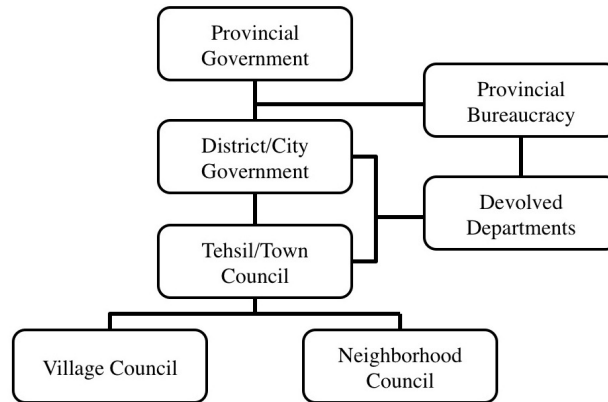 Provincial
Government
Provincial
Bureaucracy
District/City
Government
Devolved
Departments
Tehsil/Town
Council
Village Council
Neighborhood
Council